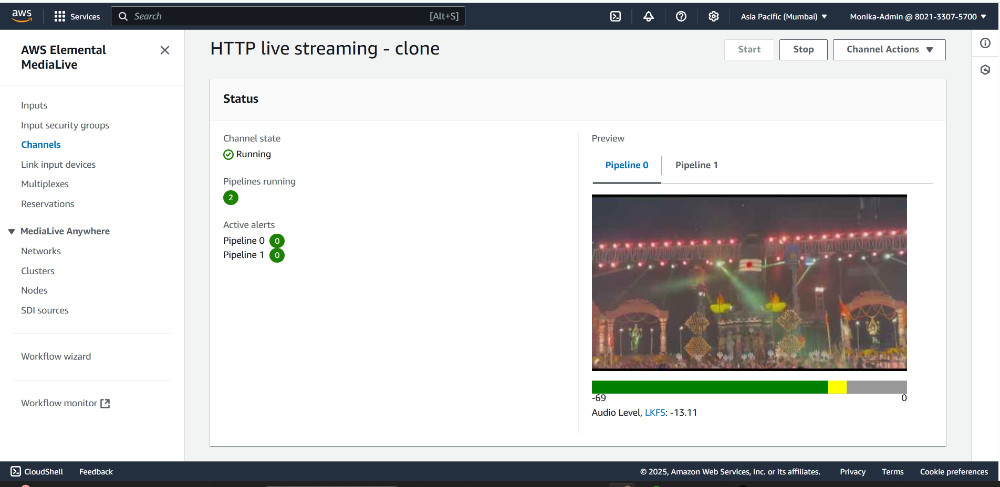 aws
Services
Search
[Alt+S]
Asia Pacific (Mumbai)
Monika-Admin @ 8021-3307-5700
AWS Elemental
MediaLive
Inputs
Input security groups
Channels
Link input devices
Multiplexes
Reservations
MediaLive Anywhere
Networks
Clusters
Nodes
SDI sources
Workflow wizard
Workflow monitor
HTTP live streaming - clone
Start
Stop
Channel Actions
Status
Channel state
Running
Pipelines running
2
Active alerts
Pipeline 0 0
Pipeline 1 0
Preview
Pipeline 0
Pipeline 1
-69
0
Audio Level, LKFS: -13.11
CloudShell
Feedback
© 2025, Amazon Web Services, Inc. or its affiliates.
Privacy
Terms
Cookie preferences